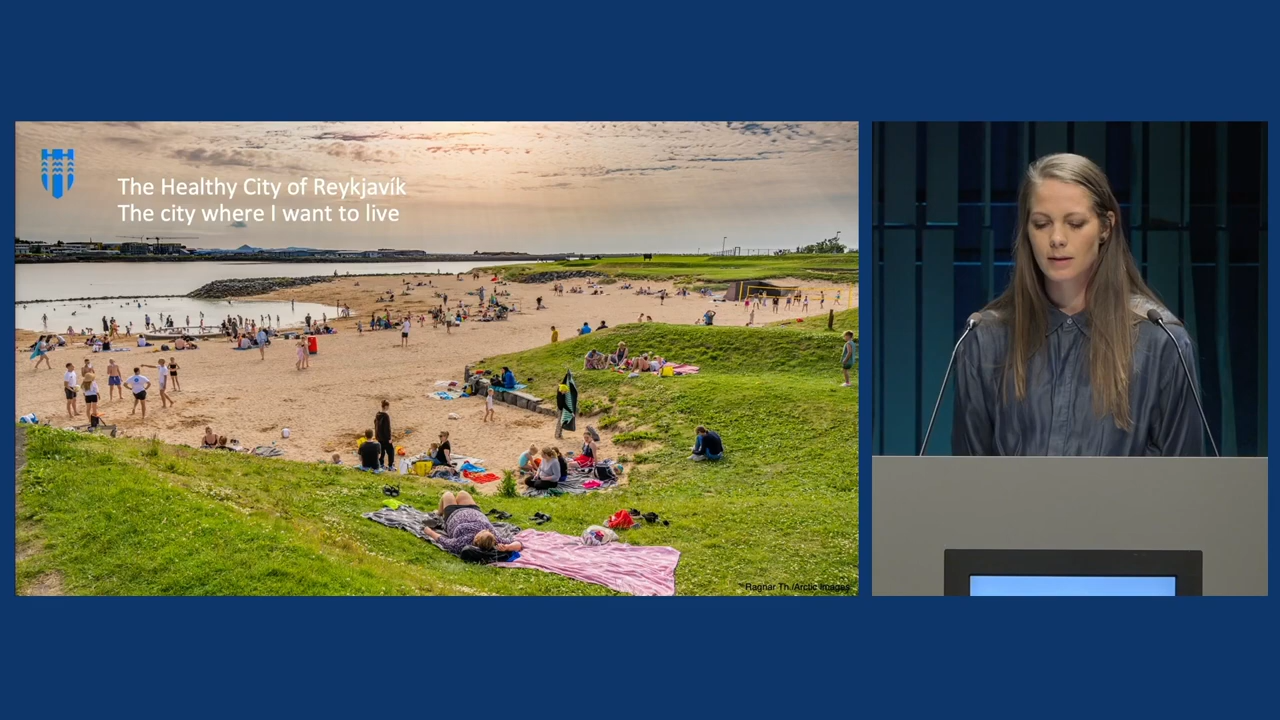 The Healthy City of Reykjavík
The city where I want to live
Ragnar Th./Arctic Images